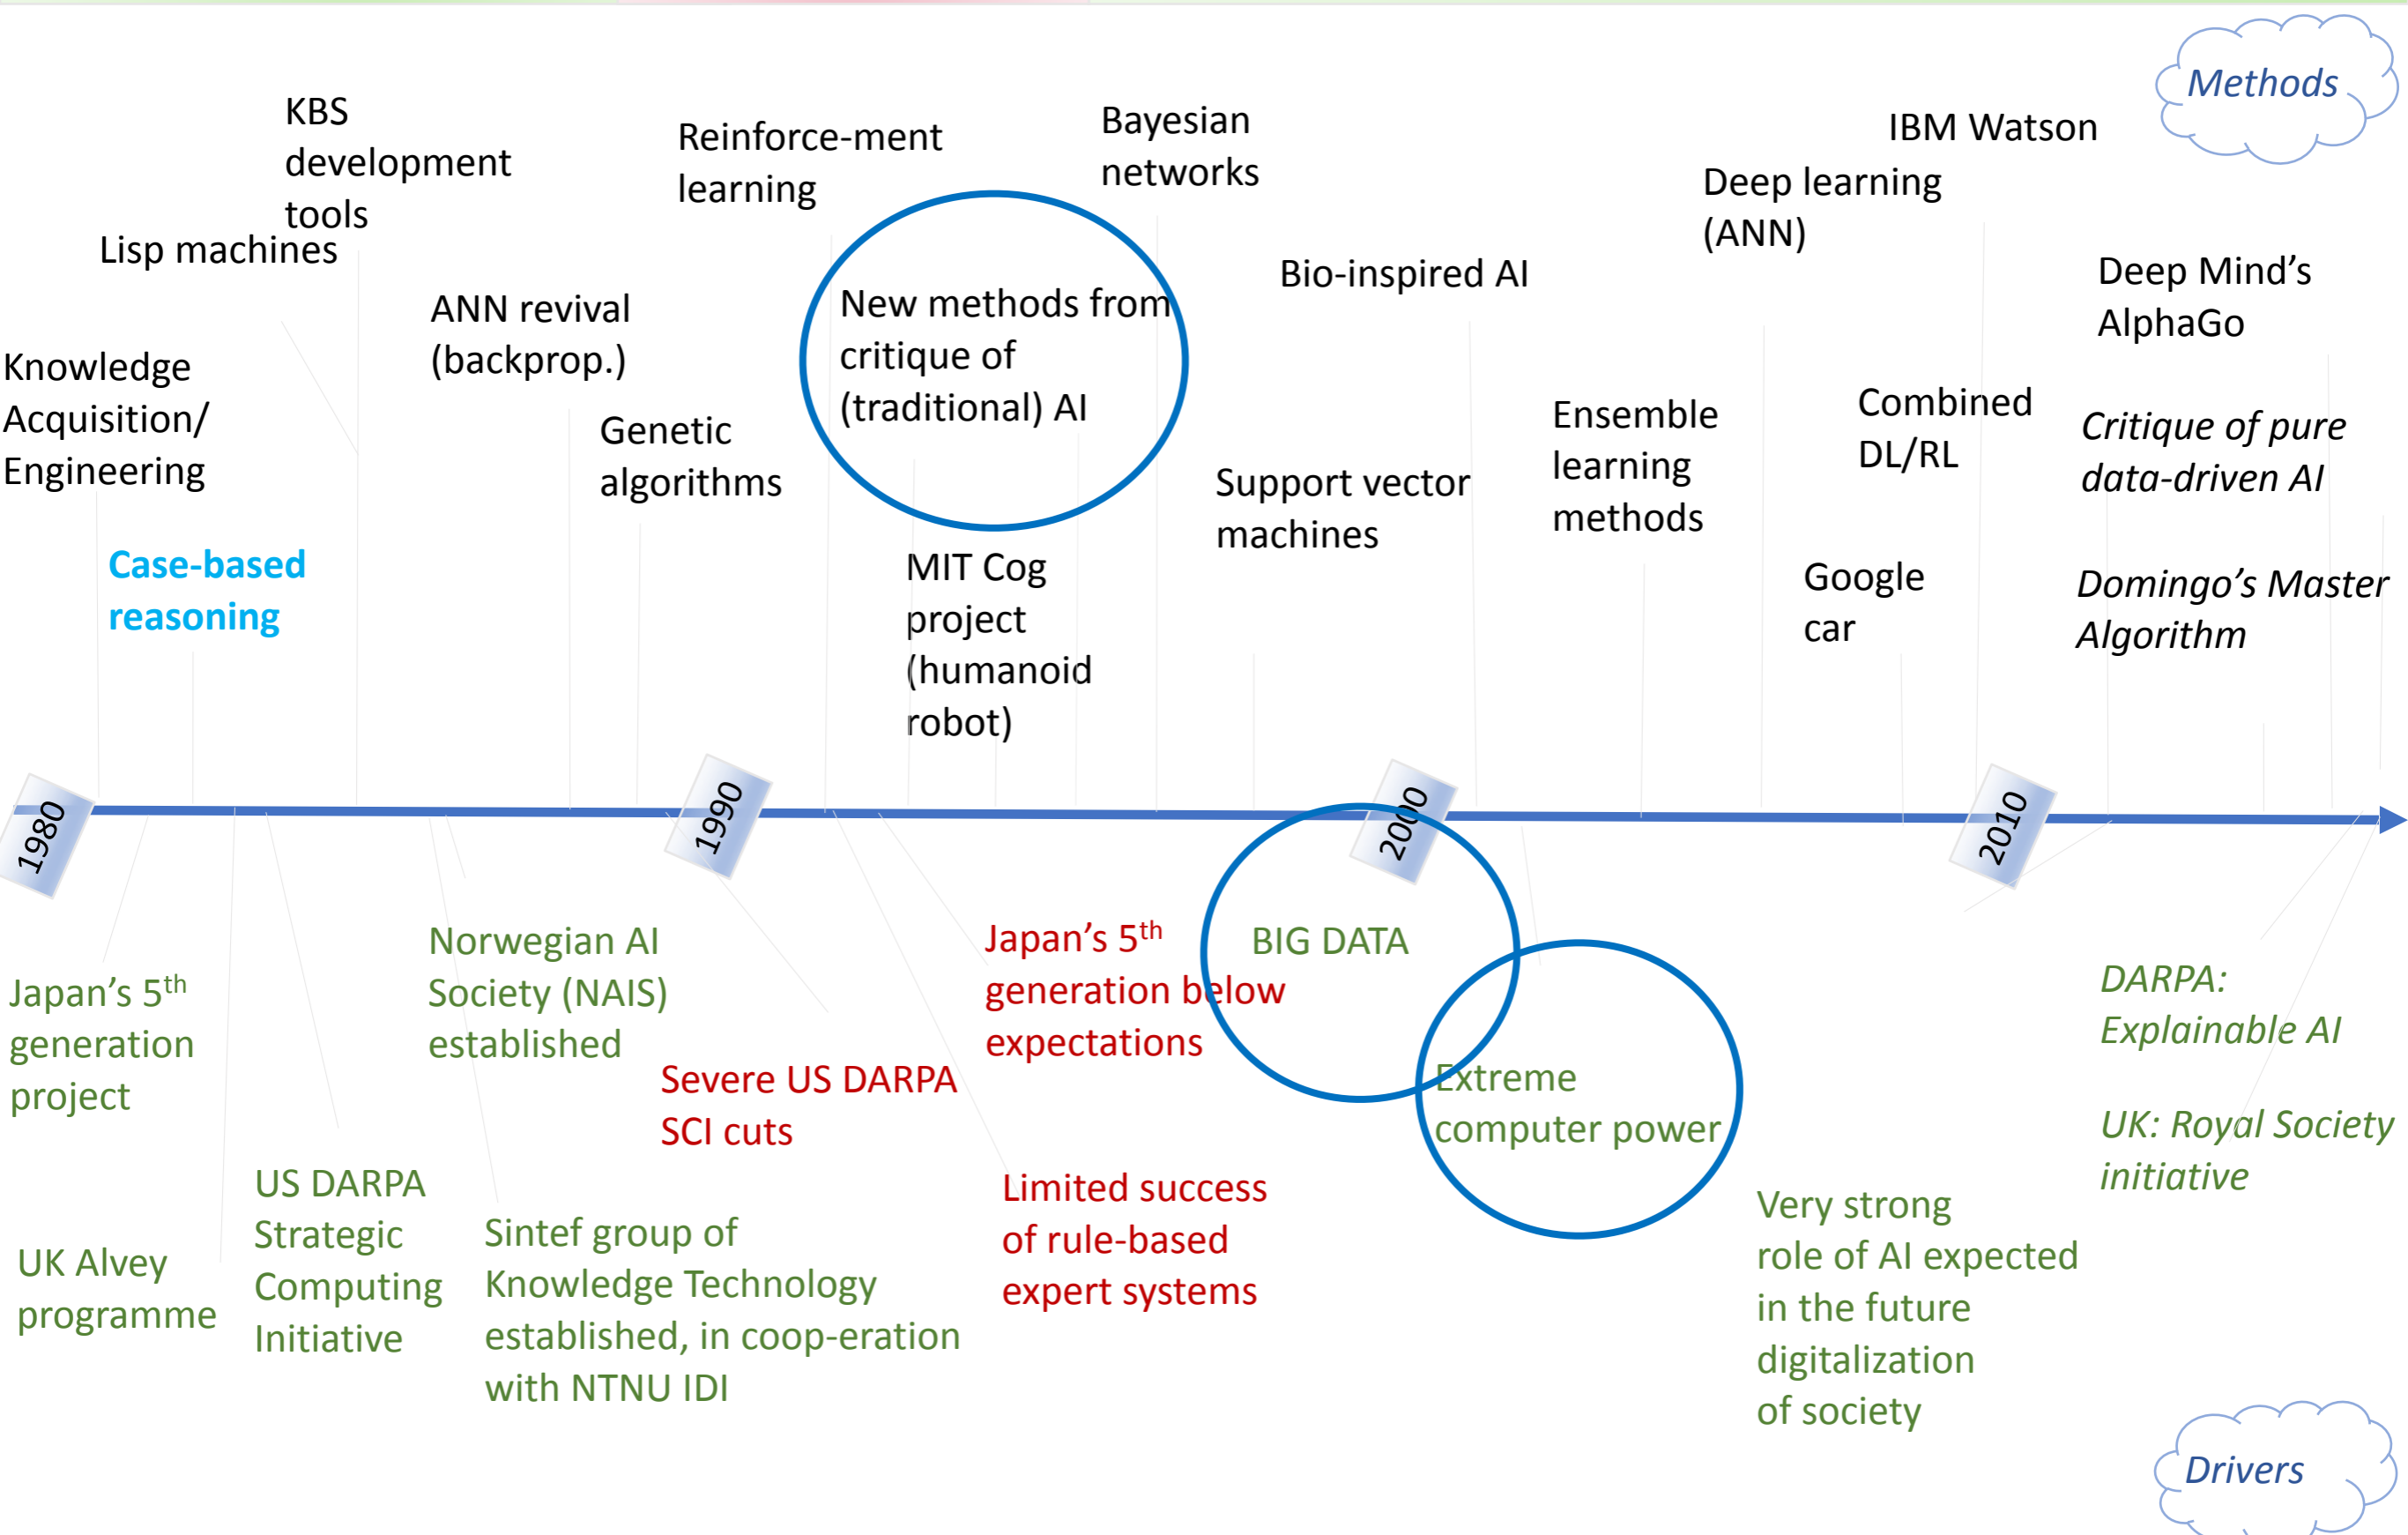 Methods
KBS
development
tools
Lisp machines
Knowledge
Acquisition/
Engineering
Case-based
reasoning
ANN revival
(backprop.)
Genetic
algorithms
Reinforce-ment
learning
New methods from
critique of
(traditional) AI
MIT Cog
project
(humanoid
robot)
Bayesian
networks
Bio-inspired AI
Support vector
machines
Ensemble
learning
methods
Deep learning
(ANN)
IBM Watson
Combined
DL/RL
Google
car
Deep Mind’s
AlphaGo
Critique of pure
data-driven AI
Domingo’s Master
Algorithm
1980
1990
2000
2010
Japan’s 5th
generation
project
UK Alvey
programme
US DARPA
Strategic
Computing
Initiative
Norwegian AI
Society (NAIS)
established
Sintef group of
Knowledge Technology
established, in coop-eration
with NTNU IDI
Severe US DARPA
SCI cuts
Japan’s 5th
generation below
expectations
Limited success
of rule-based
expert systems
BIG DATA
Extreme
computer power
Very strong
role of AI expected
in the future
digitalization
of society
DARPA:
Explainable AI
UK: Royal Society
initiative
Drivers